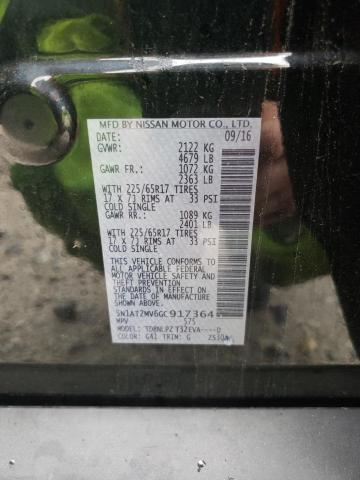 MFD BY NISSAN MOTOR CO., LTD.
DATE: 09/16
GVWR: 2122 KG
4679 LB
GAWR FR.: 1072 KG
2363 LB
WITH 225/65R17 TIRES
17 X 7J RIMS AT 33 PSI
COLD SINGLE
GAWR RR.: 1089 KG
2401 LB
WITH 225/65R17 TIRES
17 X 7J RIMS AT 33 PSI
COLD SINGLE
THIS VEHICLE CONFORMS TO
ALL APPLICABLE FEDERAL
MOTOR VEHICLE SAFETY
AND THEFT PREVENTION
STANDARDS IN EFFECT ON
THE DATE OF MANUFACTURE
SHOWN ABOVE.
5N1AT2MV6GC917364
MPV 575
MODEL: TDBNLPZ T32EVA----D
COLOR: G41 TRIM: G